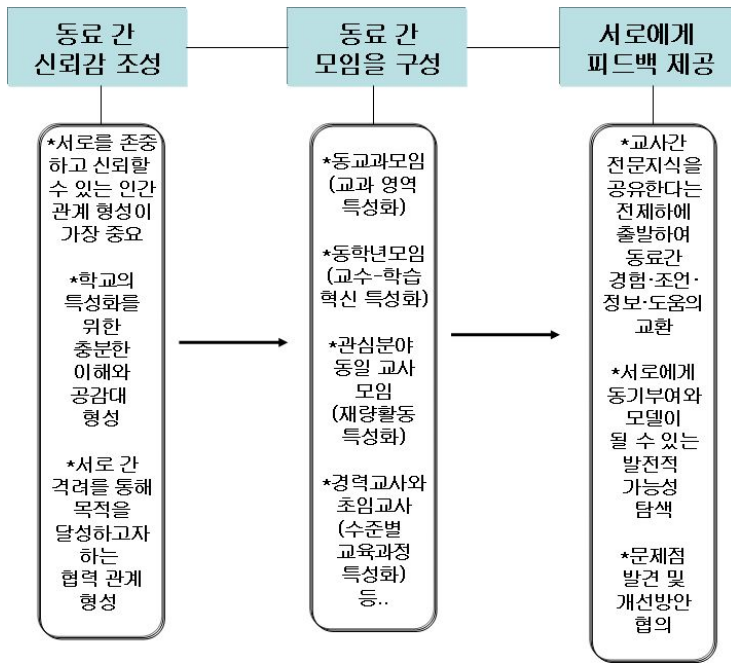 동료 간
신뢰감 조성
동료 간
모임을 구성
서로에게
피드백 제공
*서로를 존중
하고 신뢰할
수 있는 인간
관계 형성이
가장 중요
*학교의
특성화를
위한
충분한
이해와
공감대
형성
*서로 간
격려를 통해
목적을
달성하고자
하는
협력 관계
형성
*동교과모임
(교과 영역
특성화)
*동학년모임
(교수-학습
혁신 특성화)
*관심분야
동일 교사
모임
(재량활동
특성화)
*경력교사와
초임교사
(수준별
교육과정
특성화)
등..
*교사간
전문지식을
공유한다는
전제하에
출발하여
동료간
경험·조언·
정보·도움의
교환
*서로에게
동기부여와
모델이
될 수 있는
발전적
가능성
탐색
*문제점
발견 및
개선방안
협의